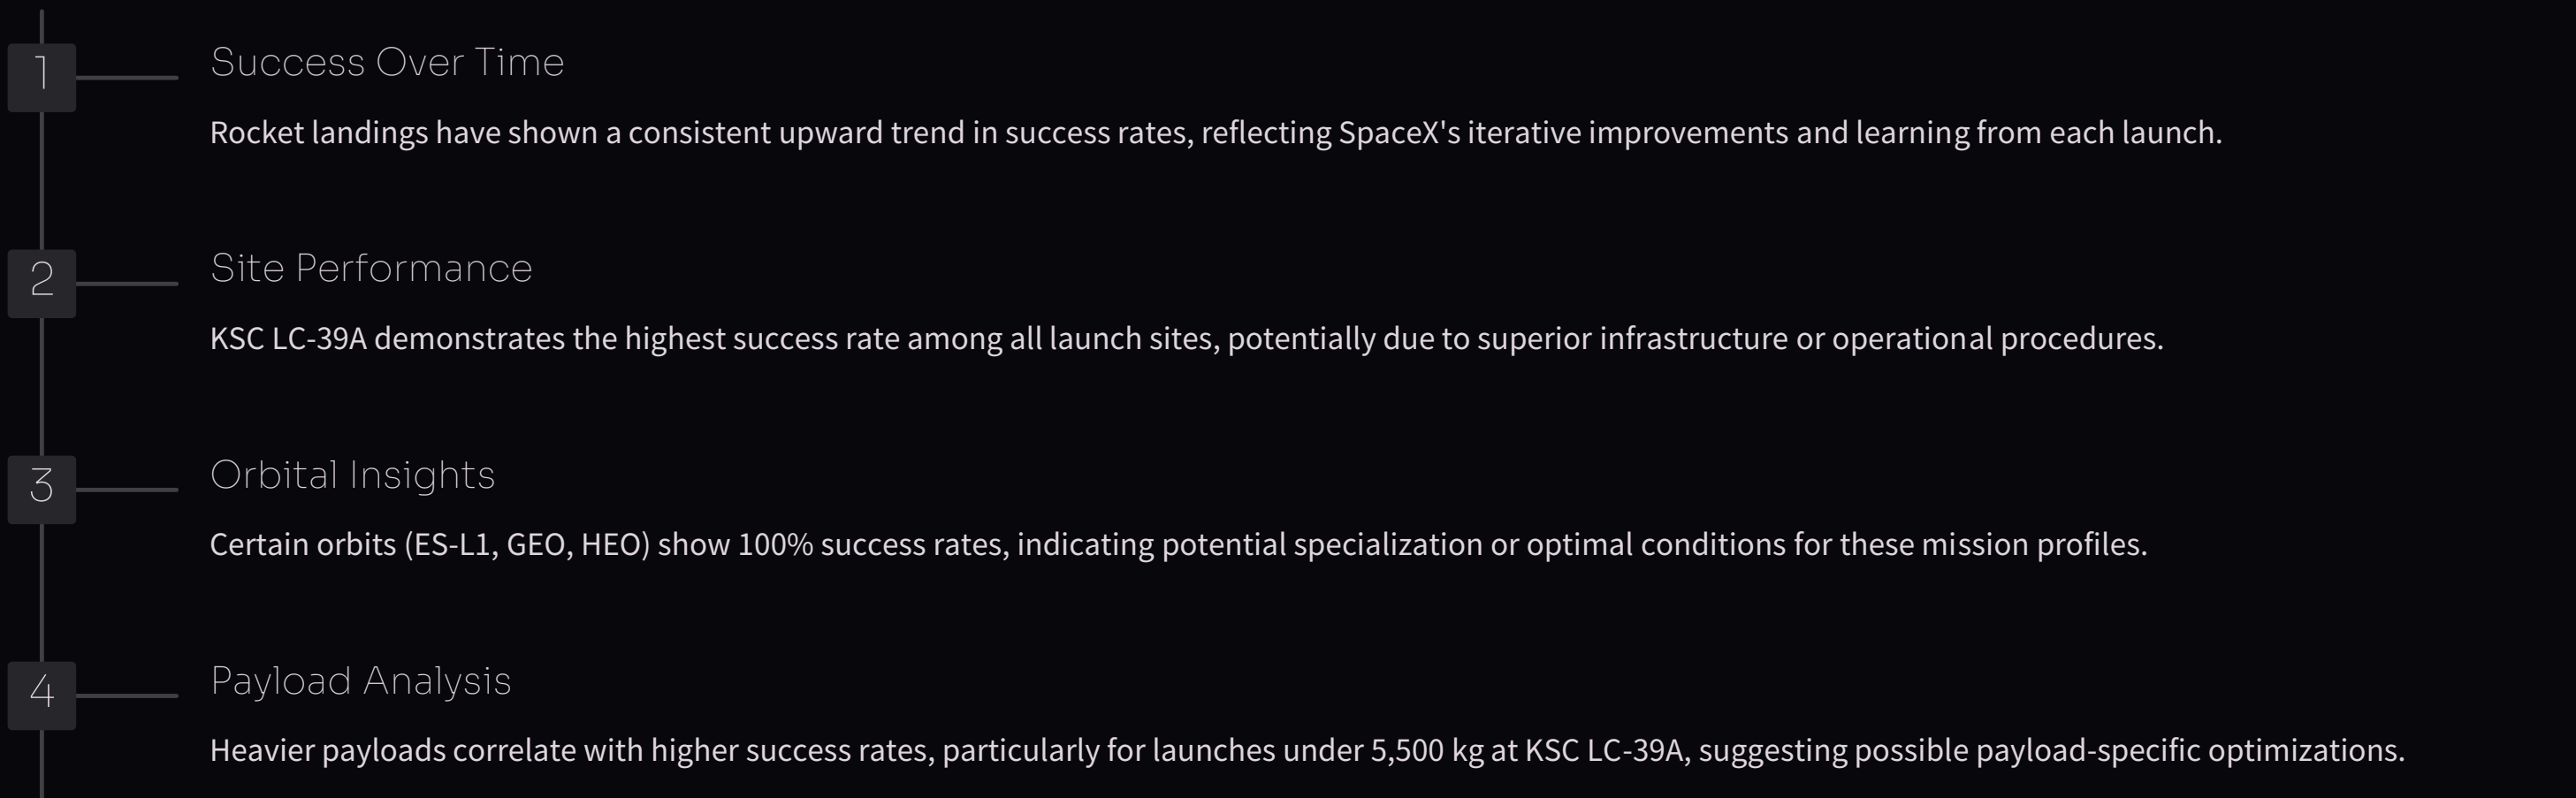 1
Success Over Time
Rocket landings have shown a consistent upward trend in success rates, reflecting SpaceX's iterative improvements and learning from each launch.
2
Site Performance
KSC LC-39A demonstrates the highest success rate among all launch sites, potentially due to superior infrastructure or operational procedures.
3
Orbital Insights
Certain orbits (ES-L1, GEO, HEO) show 100% success rates, indicating potential specialization or optimal conditions for these mission profiles.
4
Payload Analysis
Heavier payloads correlate with higher success rates, particularly for launches under 5,500 kg at KSC LC-39A, suggesting possible payload-specific optimizations.